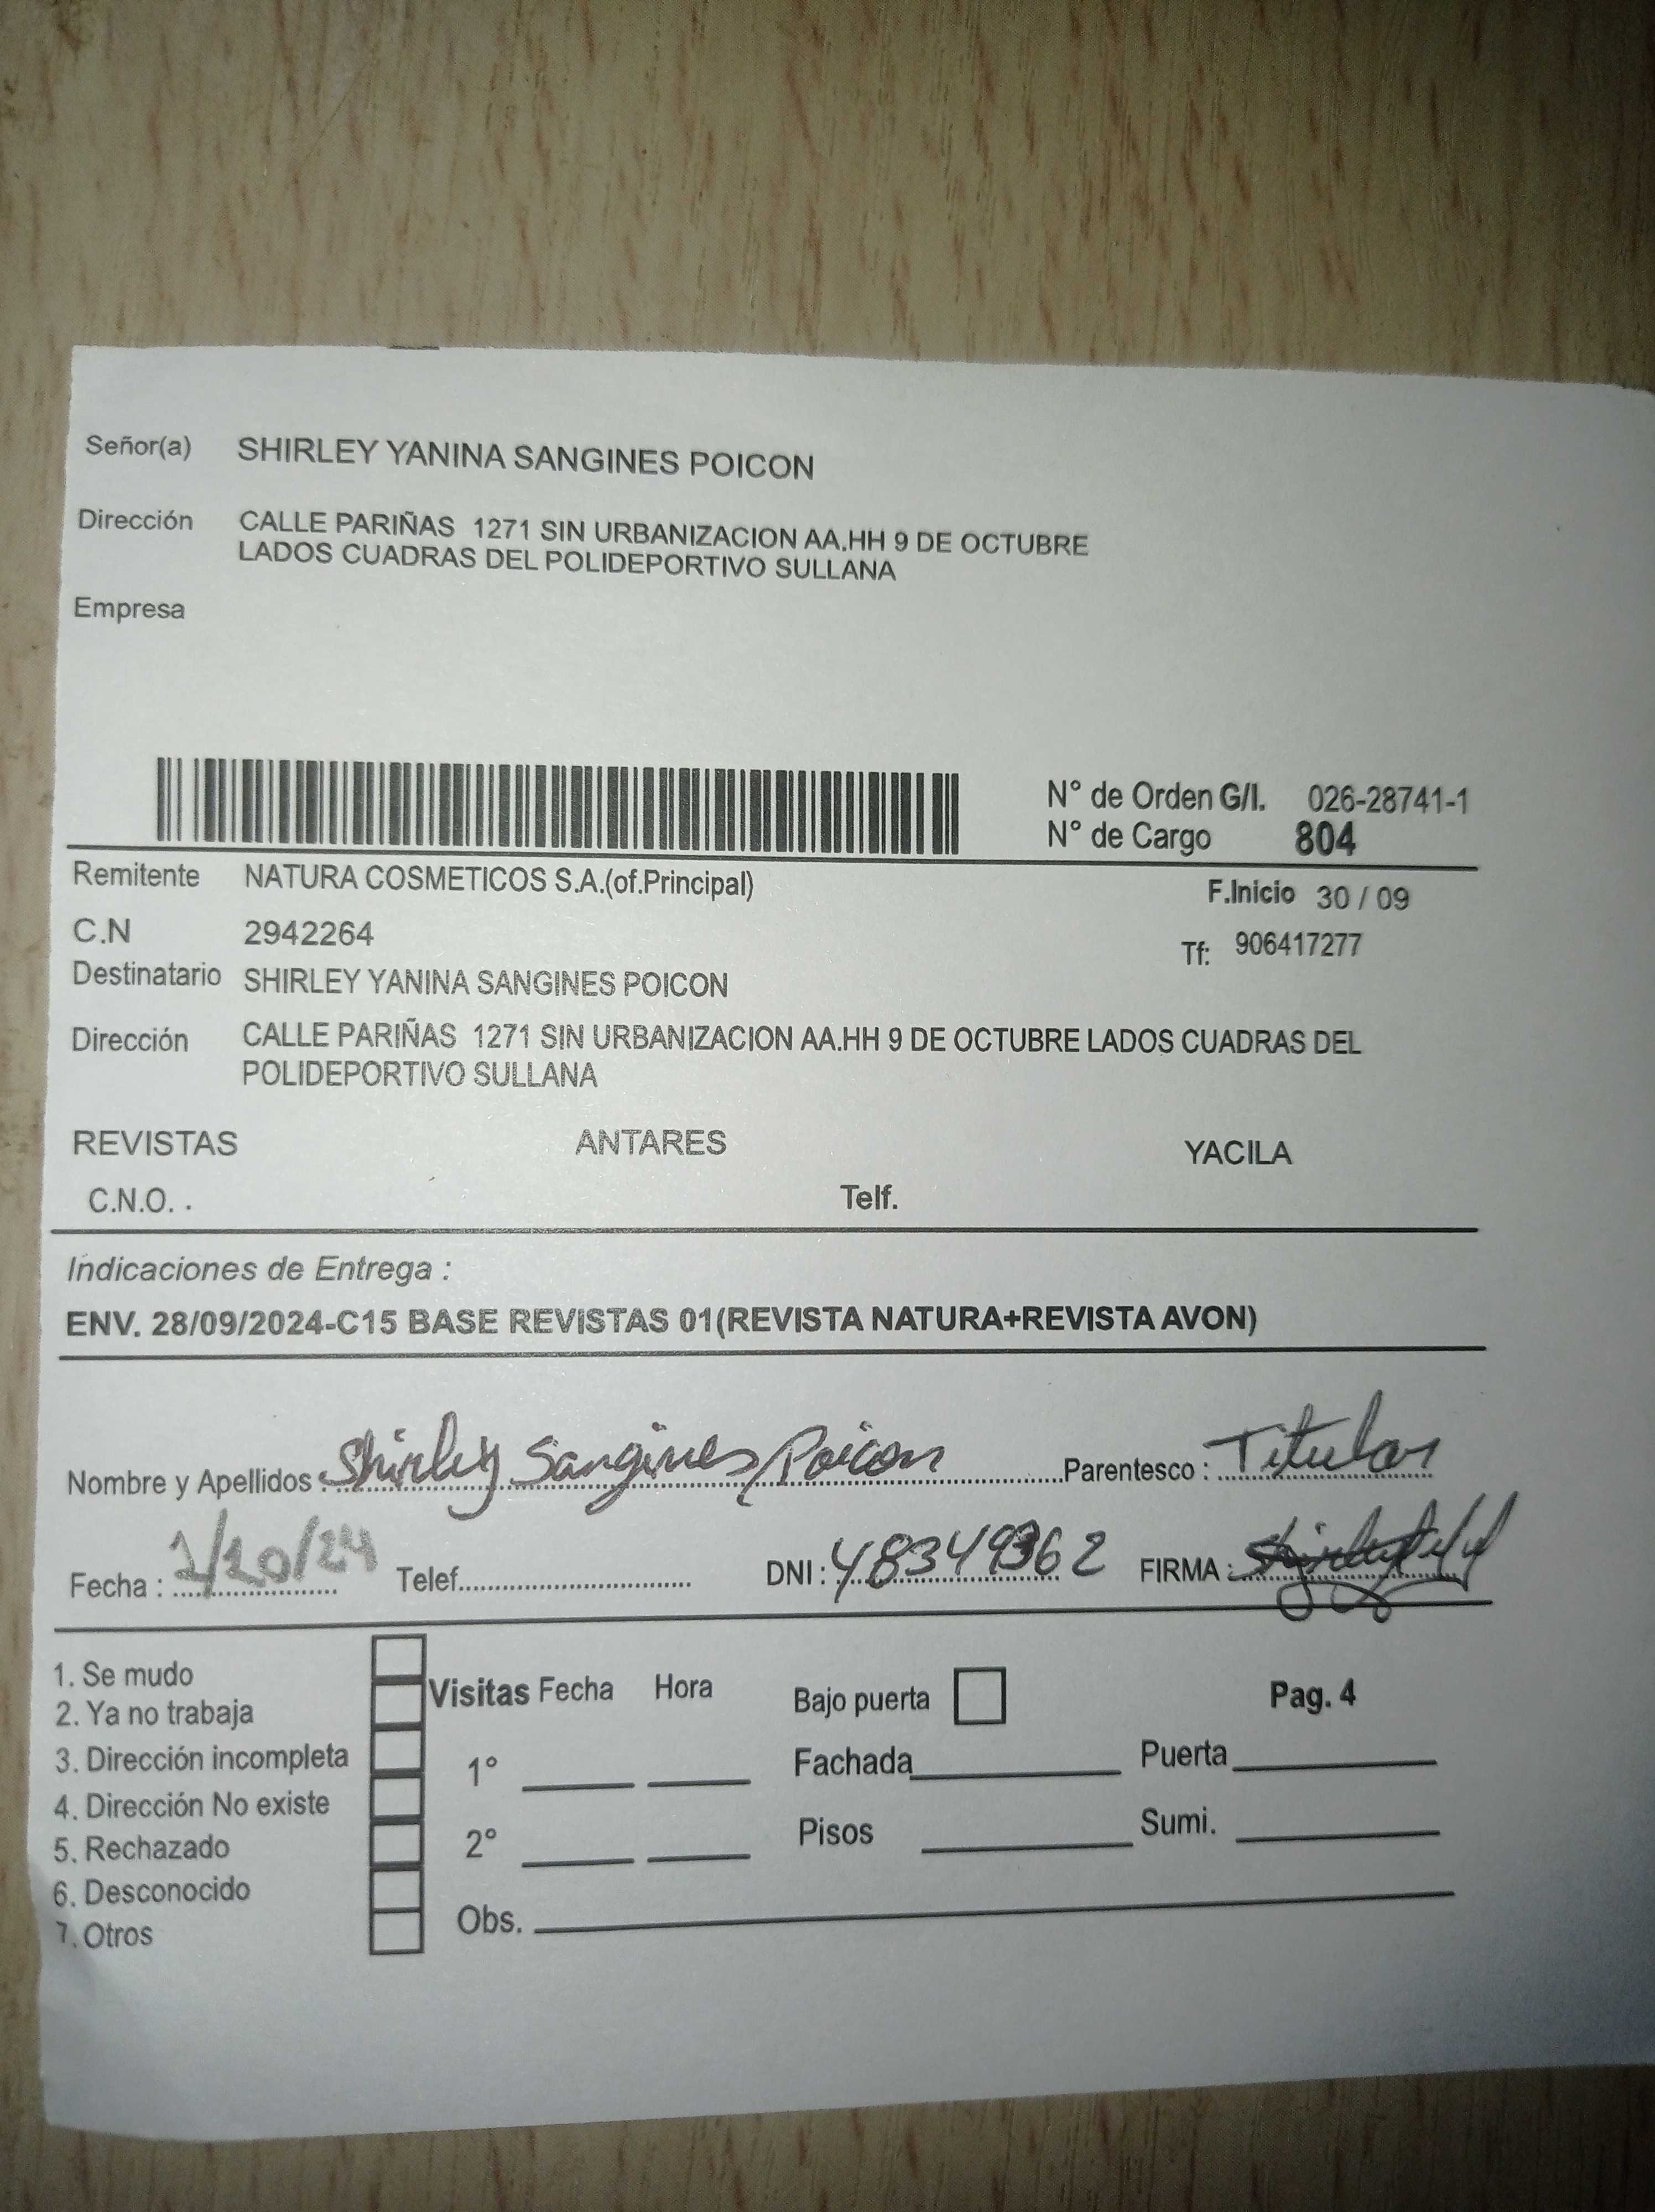 Señor(a) SHIRLEY YANINA SANGINES POICON
Dirección CALLE PARIÑAS 1271 SIN URBANIZACION AA.HH 9 DE OCTUBRE
LADOS CUADRAS DEL POLIDEPORTIVO SULLANA
Empresa
N° de Orden G/I. 026-28741-1
N° de Cargo 804
Remitente NATURA COSMETICOS S.A.(of.Principal) F.Inicio 30 / 09
C.N 2942264 Tf: 906417277
Destinatario SHIRLEY YANINA SANGINES POICON
Dirección CALLE PARIÑAS 1271 SIN URBANIZACION AA.HH 9 DE OCTUBRE LADOS CUADRAS DEL
POLIDEPORTIVO SULLANA
REVISTAS ANTARES YACILA
C.N.O. . Telf.
Indicaciones de Entrega :
ENV. 28/09/2024-C15 BASE REVISTAS 01(REVISTA NATURA+REVISTA AVON)
Nombre y Apellidos : Shirley Sangines Poicon Parentesco : Titular
Fecha : 1/10/24 Telef. DNI : FIRMA :
1. Se mudo
2. Ya no trabaja Visitas Fecha Hora Bajo puerta Pag. 4
3. Dirección incompleta 1° Fachada Puerta
4. Dirección No existe
5. Rechazado 2° Pisos Sumi.
6. Desconocido
7. Otros Obs.